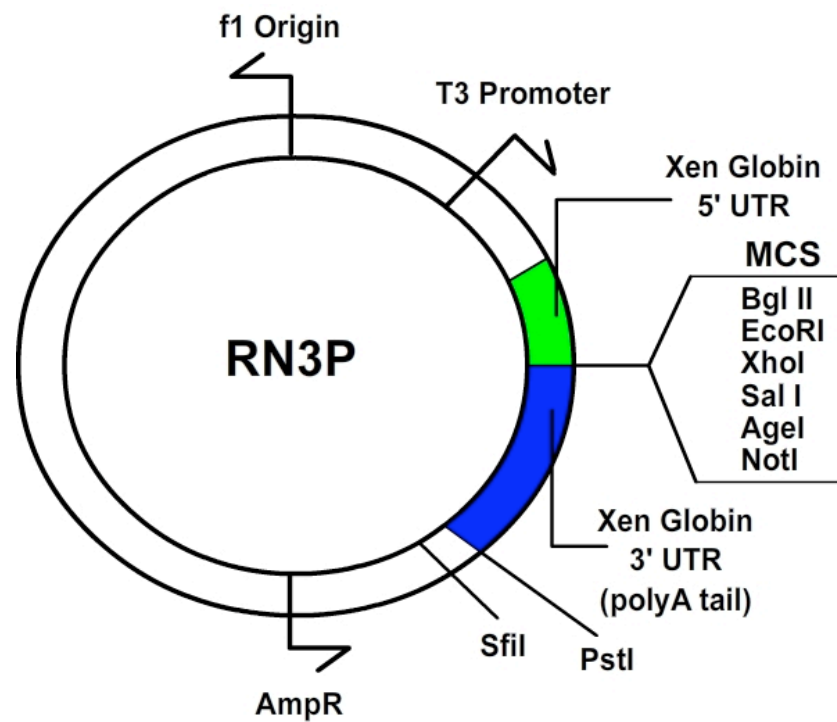 f1 Origin
T3 Promoter
Xen Globin
5' UTR
MCS
Bgl II
EcoRI
XhoI
Sal I
AgeI
NotI
RN3P
Xen Globin
3' UTR
(polyA tail)
SfiI
PstI
AmpR